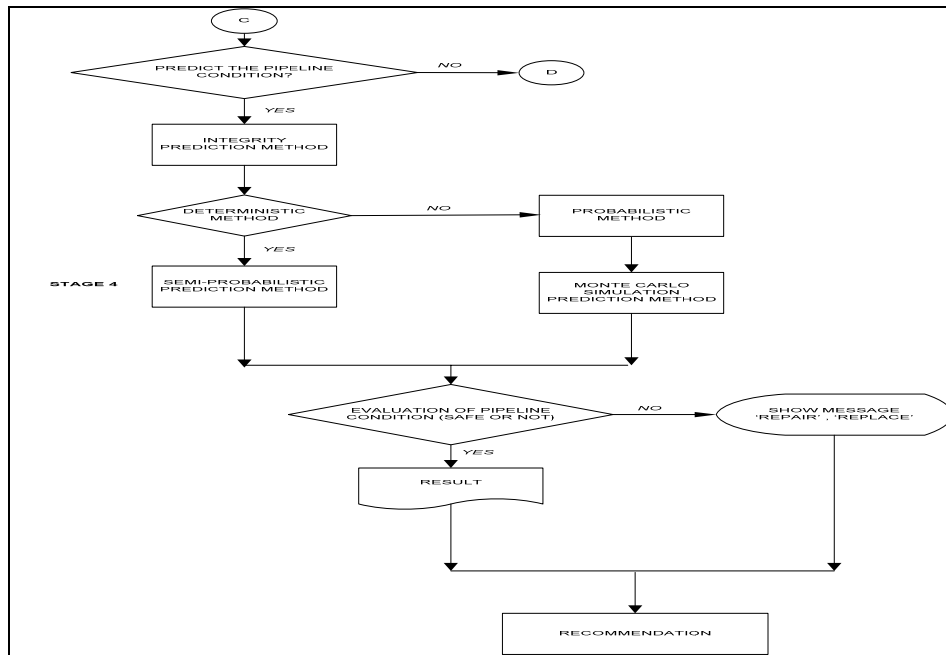 C
PREDICT THE PIPELINE
CONDITION?
NO
D
YES
INTEGRITY
PREDICTION METHOD
DETERMINISTIC
METHOD
NO
PROBABILISTIC
METHOD
YES
STAGE 4
SEMI-PROBABILISTIC
PREDICTION METHOD
MONTE CARLO
SIMULATION
PREDICTION METHOD
EVALUATION OF PIPELINE
CONDITION (SAFE OR NOT)
NO
SHOW MESSAGE
'REPAIR' , 'REPLACE'
YES
RESULT
RECOMMENDATION